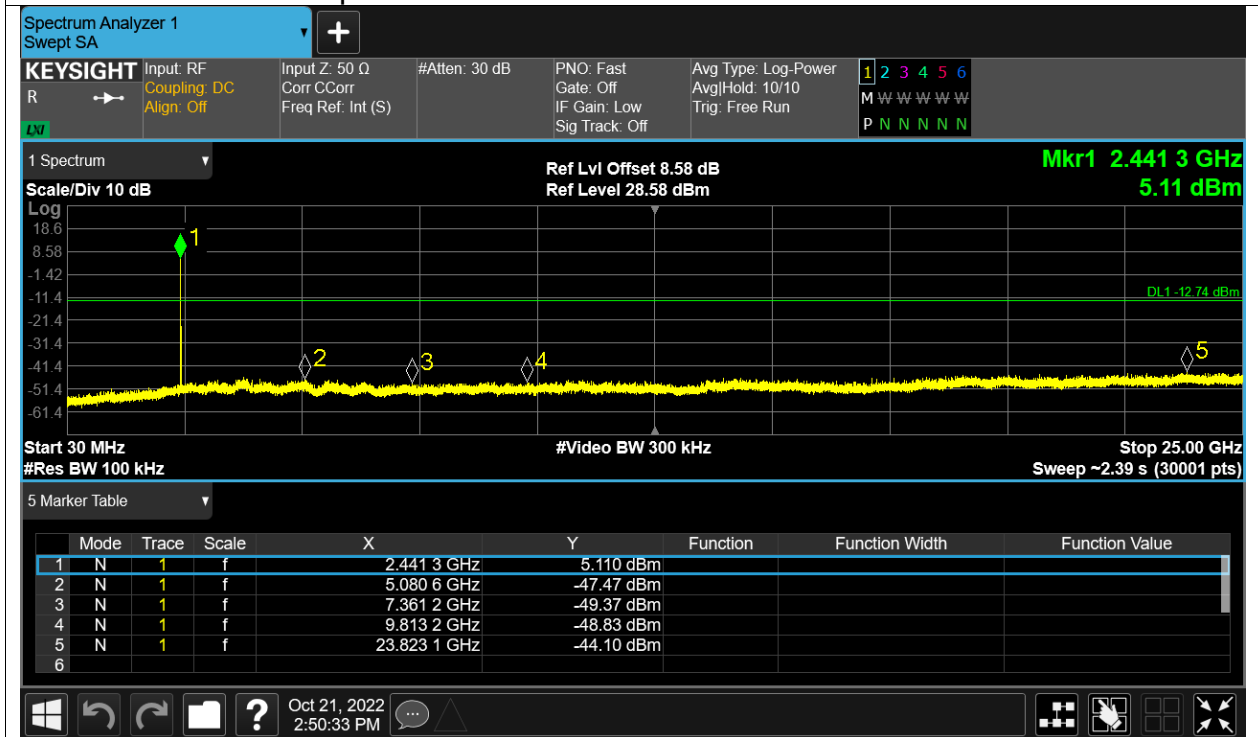 Spectrum Analyzer 1
Swept SA
+
KEYSIGHT
R
LXI
Input: RF
Coupling: DC
Align: Off
Input Z: 50 Ω
Corr CCorr
Freq Ref: Int (S)
#Atten: 30 dB
PNO: Fast
Gate: Off
IF Gain: Low
Sig Track: Off
Avg Type: Log-Power
Avg|Hold: 10/10
Trig: Free Run
1 2 3 4 5 6
M W W W W W
P N N N N N N
1 Spectrum
Scale/Div 10 dB
Ref Lvl Offset 8.58 dB
Ref Level 28.58 dBm
Mkr1 2.441 3 GHz
5.11 dBm
Log
18.6
8.58
-1.42
-11.4
-21.4
-31.4
-41.4
-51.4
-61.4
1
DL1 -12.74 dBm
2
3
4
5
Start 30 MHz
#Res BW 100 kHz
#Video BW 300 kHz
Stop 25.00 GHz
Sweep ~2.39 s (30001 pts)
5 Marker Table
Mode Trace Scale X Y Function Function Width Function Value
1 N 1 f 2.441 3 GHz 5.110 dBm
2 N 1 f 5.080 6 GHz -47.47 dBm
3 N 1 f 7.361 2 GHz -49.37 dBm
4 N 1 f 9.813 2 GHz -48.83 dBm
5 N 1 f 23.823 1 GHz -44.10 dBm
6
?
Oct 21, 2022
2:50:33 PM